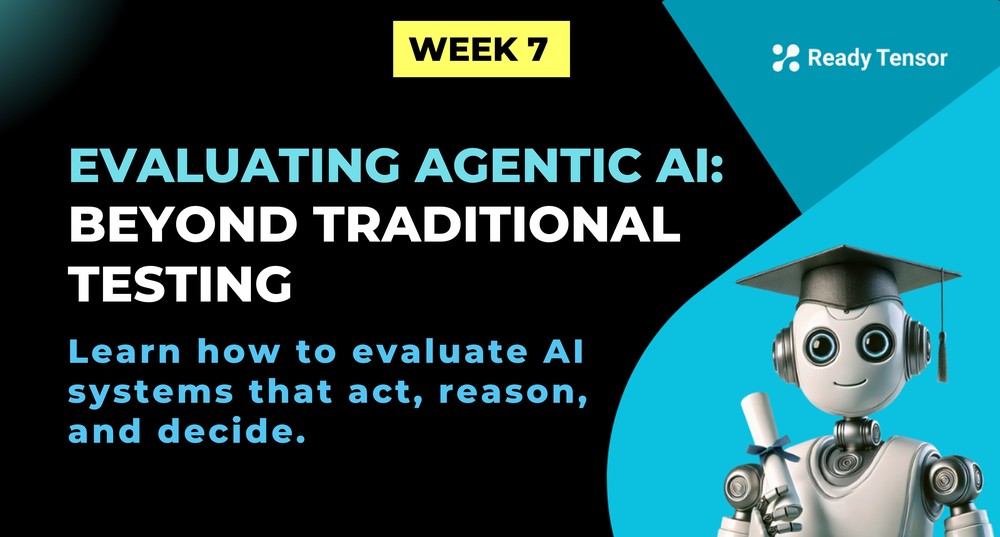 WEEK 7
Ready Tensor
EVALUATING AGENTIC AI:
BEYOND TRADITIONAL
TESTING
Learn how to evaluate AI
systems that act, reason,
and decide.